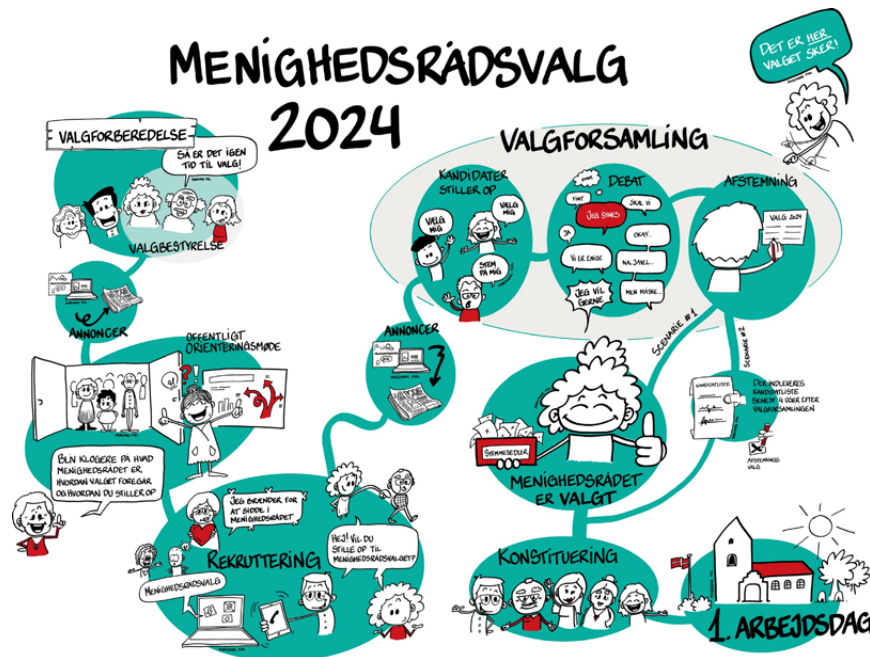 MENIGHEDSRÅDSVALG
2024
DET ER HER
VALGET SKER!
VALGFORBEREDELSE
SÅ ER DET IGEN
TID TIL VALG!
VALGBESTYRELSE
ANNONCER
OFFENTLIGT
ORIENTERINGSMØDE
?!
BLIV KLOGERE PÅ HVAD
MENIGHEDSRÅDET ER,
HVORDAN VALGET FOREGÅR
OG HVORDAN DU STILLER OP
JEG BRÆNDER FOR
AT SIDDE I
MENIGHEDSRÅDET
REKRUTTERING
MENIGHEDSRÅDSVALG
HEJ! VIL DU
STILLE OP TIL
MENIGHEDSRÅDSVALGET?
ANNONCER
VALGFORSAMLING
KANDIDATER
STILLER OP
VÆLG
MIG
VÆLG
MIG
STEM
PÅ MIG
DEBAT
FINT
SKAL VI
JEG SYNES
JA
OKAY..
VI ER ENIGE
NÅ, JAVEL..
JEG VIL
GERNE
MEN MÅSKE..
AFSTEMNING
VALG 2024
SCENARIE #1
SCENARIE #2
STEMMESEDLER
MENIGHEDSRÅDET
ER VALGT
KANDIDATLISTE
DER INDLEVERES
KANDIDATLISTE
SENEST 4 UGER EFTER
VALGFORSAMLINGEN
AFSTEMNINGS
VALG
KONSTITUERING
1. ARBEJDSDAG